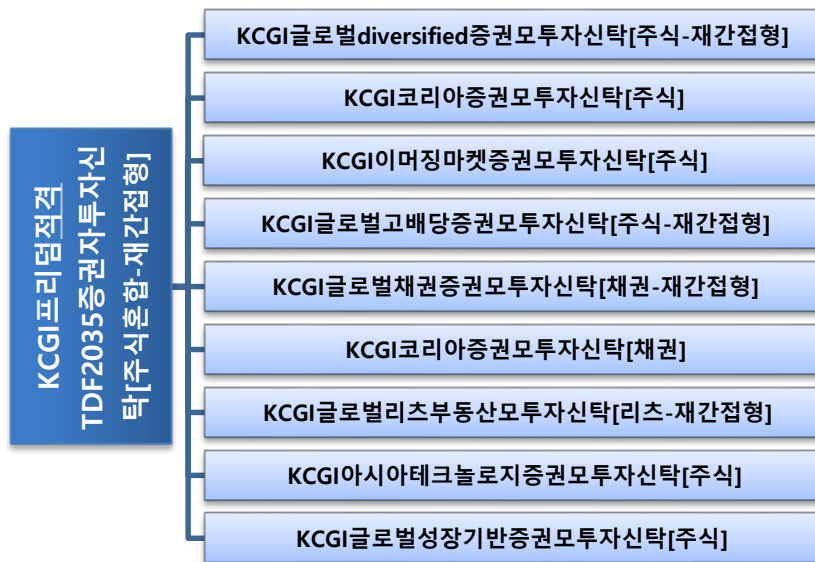 KCGI프리덤적격
TDF2035증권자투자신
탁[주식혼합-재간접형]
KCGI글로벌diversified증권모투자신탁[주식-재간접형]
KCGI코리아증권모투자신탁[주식]
KCGI이머징마켓증권모투자신탁[주식]
KCGI글로벌고배당증권모투자신탁[주식-재간접형]
KCGI글로벌채권증권모투자신탁[채권-재간접형]
KCGI코리아증권모투자신탁[채권]
KCGI글로벌리츠부동산모투자신탁[리츠-재간접형]
KCGI아시아테크놀로지증권모투자신탁[주식]
KCGI글로벌성장기반증권모투자신탁[주식]